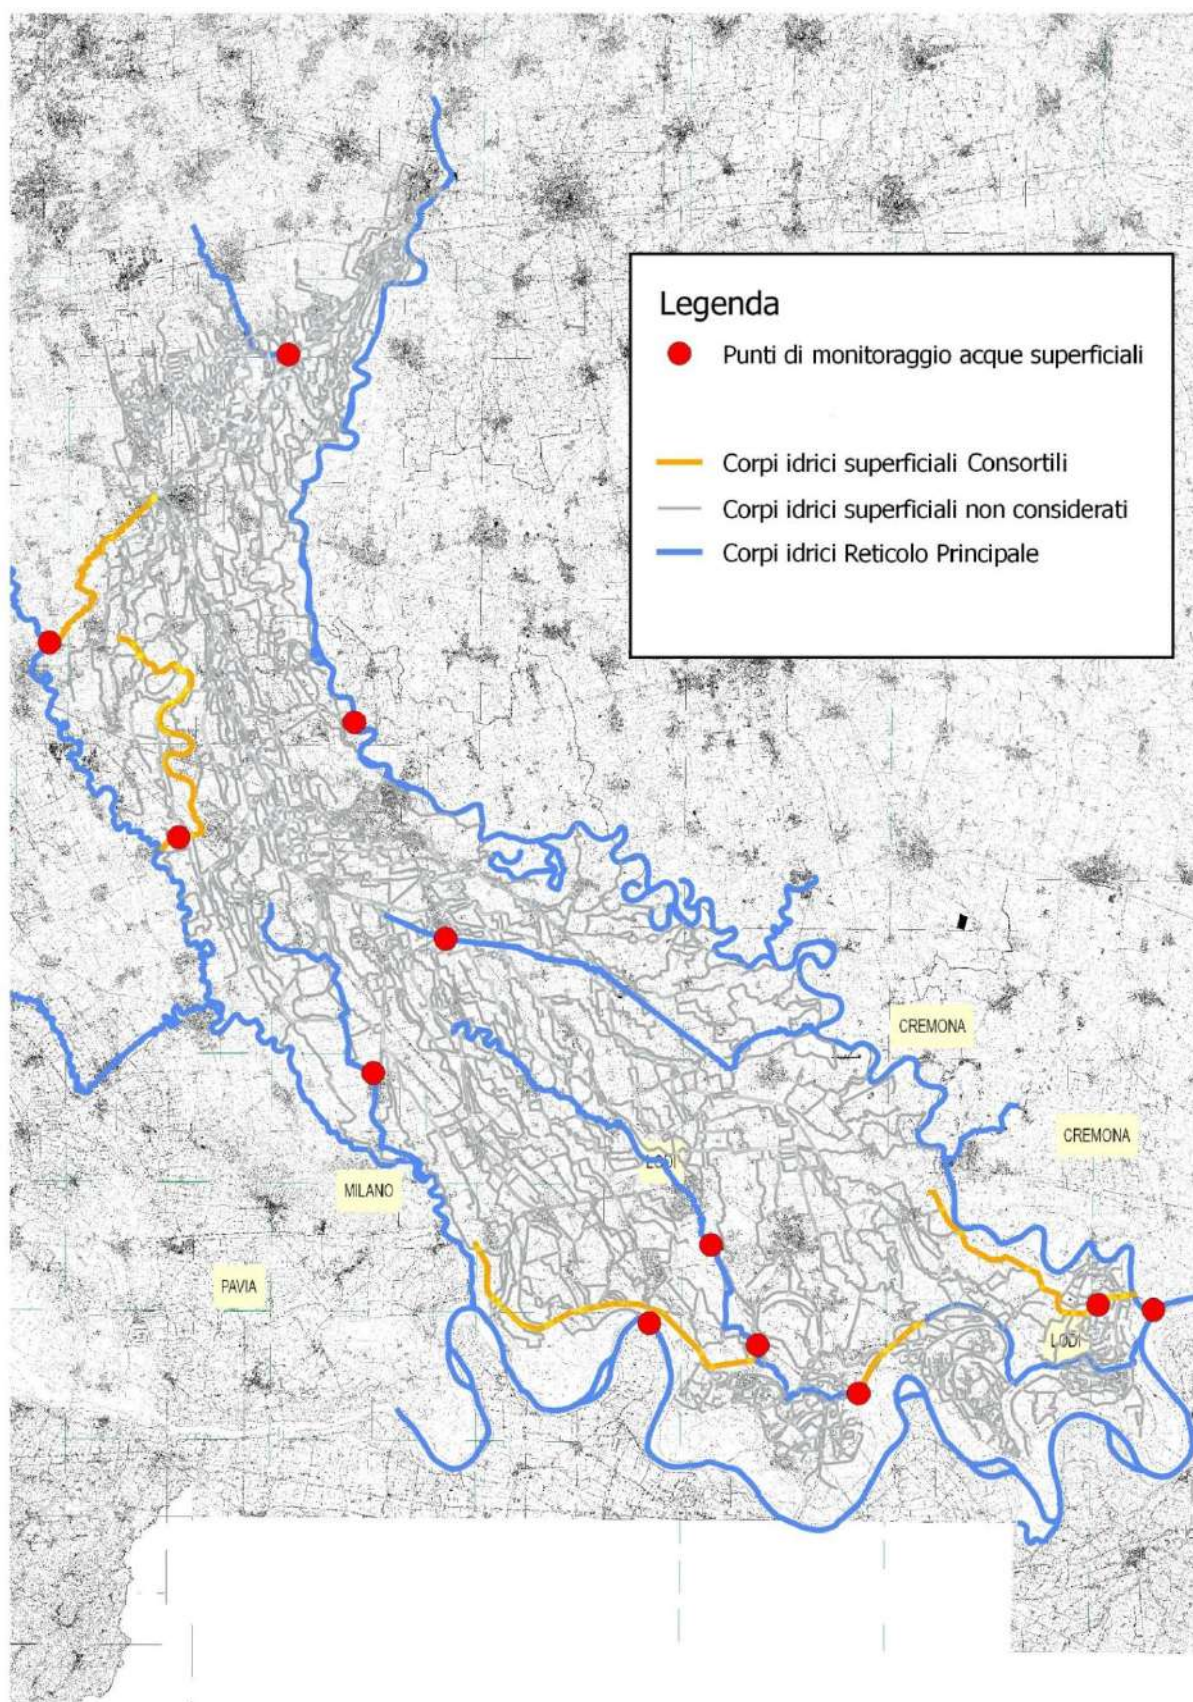 Legenda
Punti di monitoraggio acque superficiali
Corpi idrici superficiali Consortili
Corpi idrici superficiali non considerati
Corpi idrici Reticolo Principale
CREMONA
CREMONA
LODI
MILANO
PAVIA
LODI